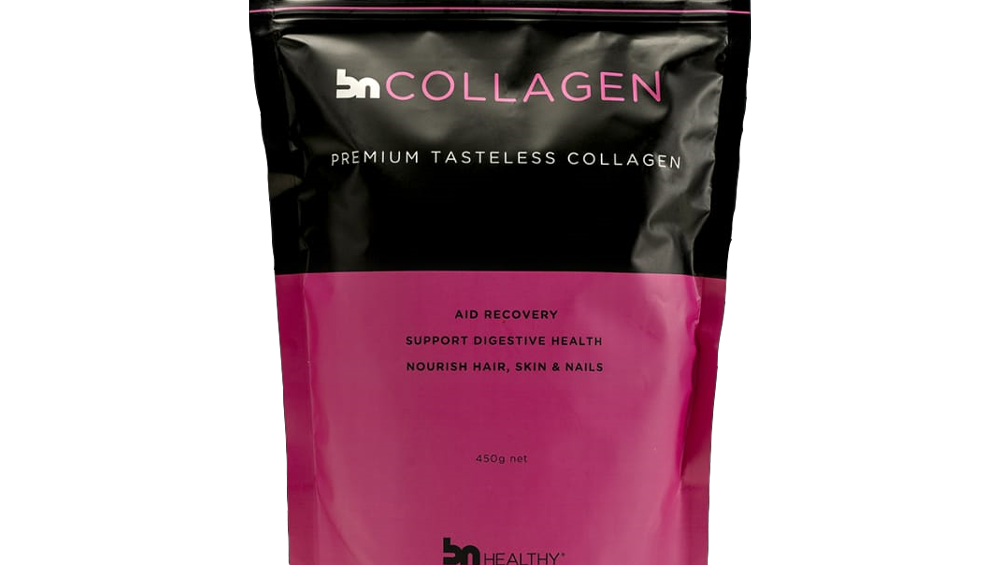 bn COLLAGEN
PREMIUM TASTELESS COLLAGEN
AID RECOVERY
SUPPORT DIGESTIVE HEALTH
NOURISH HAIR, SKIN & NAILS
450g net
bn HEALTHY®